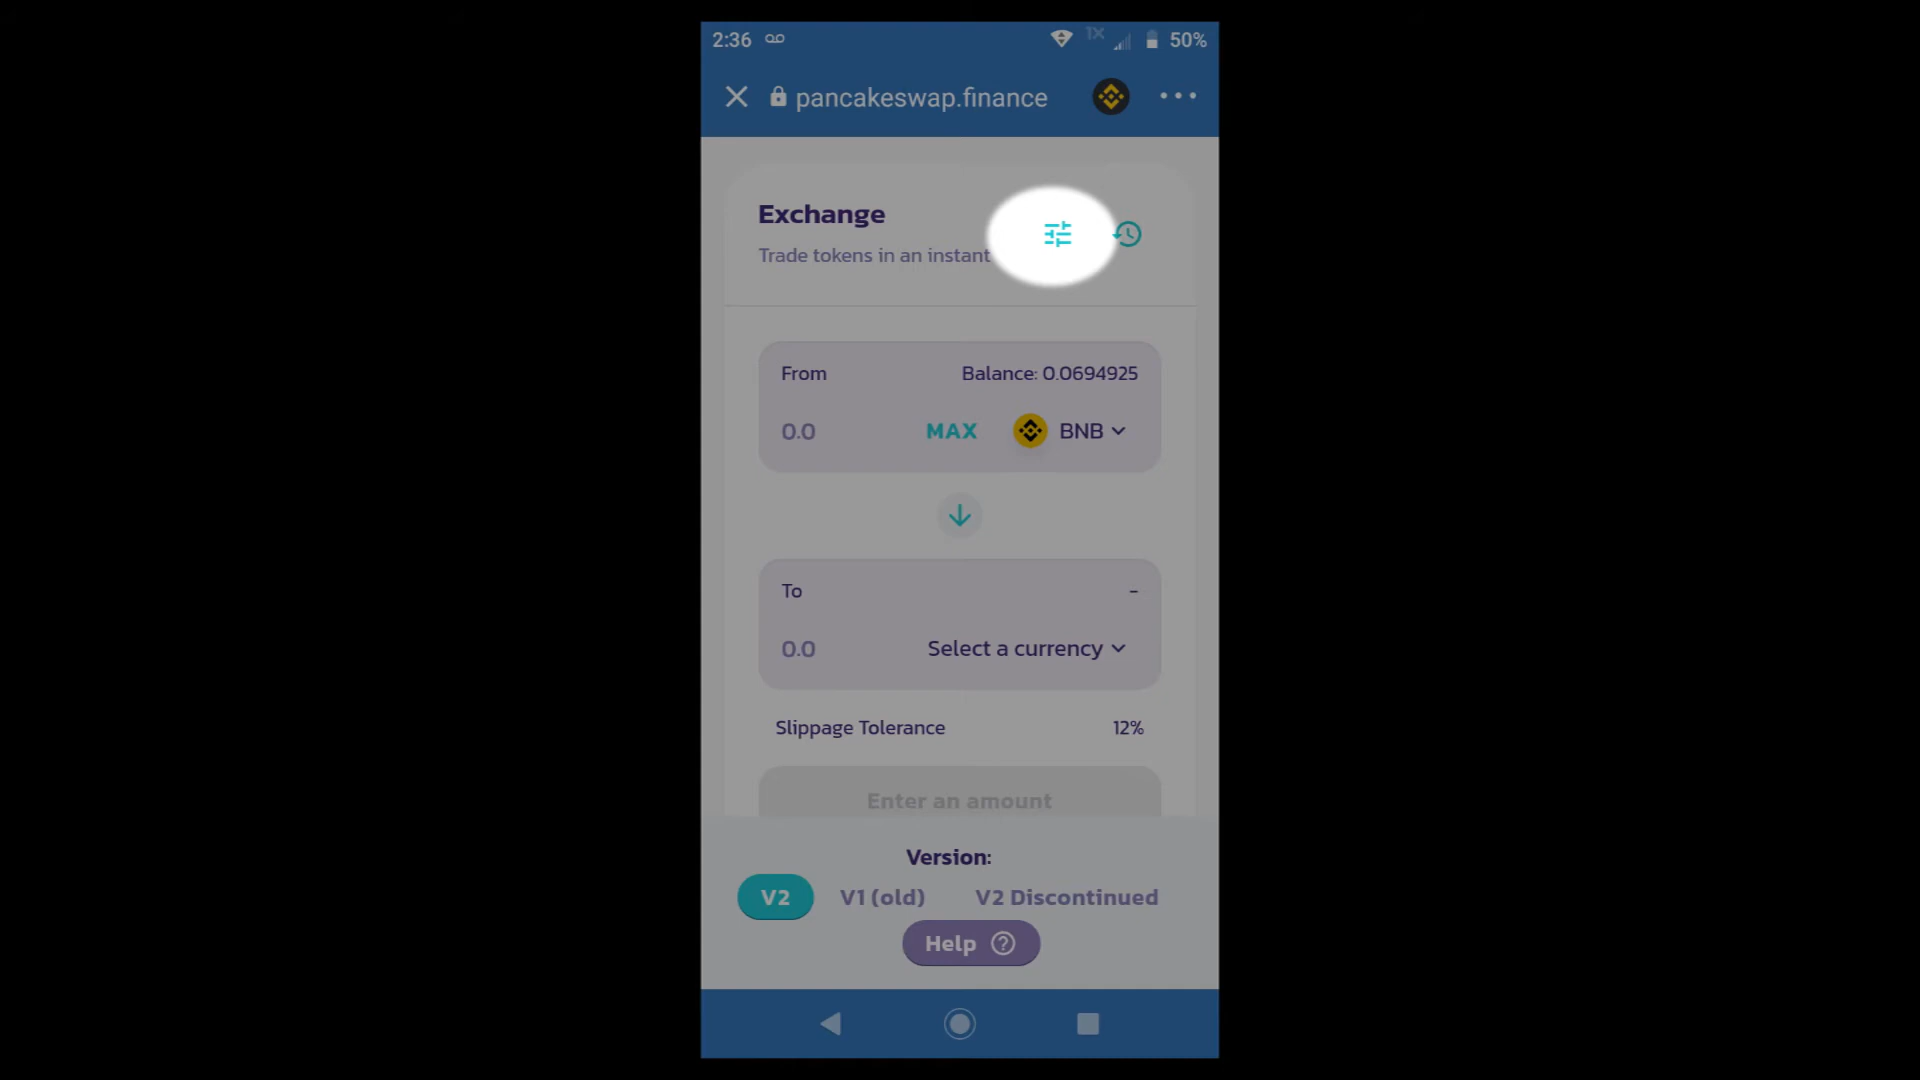 2:36
1X
50%
pancakeswap.finance
Exchange
Trade tokens in an instant
From
Balance: 0.0694925
0.0
MAX
BNB
To
-
0.0
Select a currency
Slippage Tolerance
12%
Enter an amount
Version:
V2
V1 (old)
V2 Discontinued
Help